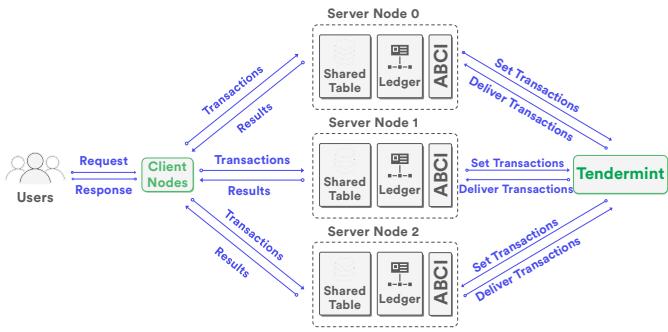 Server Node 0
Shared
Table
Ledger
ABCI
Transactions
Results
Set Transactions
Deliver Transactions
Server Node 1
Users
Request
Response
Client
Nodes
Transactions
Results
Shared
Table
Ledger
ABCI
Set Transactions
Deliver Transactions
Tendermint
Server Node 2
Transactions
Results
Shared
Table
Ledger
ABCI
Set Transactions
Deliver Transactions